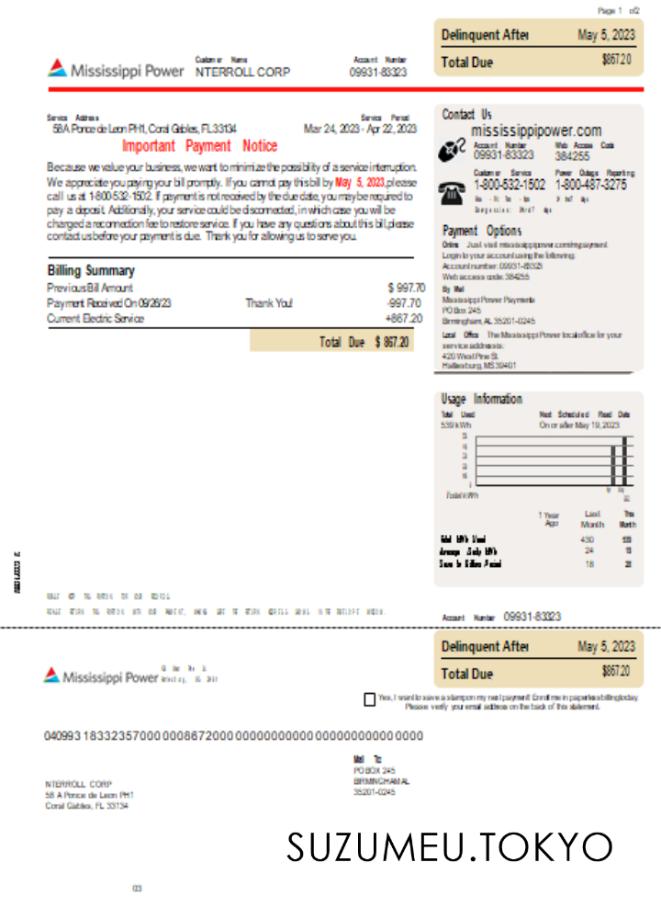 Page 1 of2
Delinquent After May 5, 2023
Total Due $867.20
Mississippi Power
Customer Name
NTERROLL CORP
Account Number
09931-83323
Service Address
58A Ponce de Leon PH1, Coral Gables, FL 33134
Service Period
Mar 24, 2023 - Apr 22, 2023
Important Payment Notice
Because we value your business, we want to minimize the possibility of a service interruption.
We appreciate you paying your bill promptly. If you cannot pay this bill by May 5, 2023, please
call us at 1-800-532-1502. If payment is not received by the due date, you may be required to
pay a deposit. Additionally, your service could be disconnected, in which case you will be
charged a reconnection fee to restore service. If you have any questions about this bill, please
contact us before your payment is due. Thank you for allowing us to serve you.
Billing Summary
Previous Bill Amount $ 997.70
Payment Received On 09/26/23 Thank You! -997.70
Current Electric Service +867.20
Total Due $ 867.20
Contact Us
mississippipower.com
Account Number Web Access Code
09931-83323 384255
Customer Service Power Outage Reporting
1-800-532-1502 1-800-487-3275
Payment Options
Online Just visit mississippipower.com/mypayment.
Login to your account using the following:
Account number: 09931-83323
Web access code: 384255
By Mail
Mississippi Power Payments
PO Box 245
Birmingham, AL 35201-0245
Local Office The Mississippi Power local office for your
service address is:
420 West Pine St.
Hattiesburg, MS 39401
Usage Information
Total Used Next Scheduled Read Date
539 kWh On or after May 19, 2023
Total kWh
1 Year Ago Last Month This Month
Total kWh Used 430
Average Daily kWh 24
Days In Billing Period 18
Account Number 09931-83323
Delinquent After May 5, 2023
Total Due $867.20
Mississippi Power
Yes, I want to save a stamp on my next payment! Enroll me in paperless billing today.
Please verify your email address on the back of this statement.
040993 18332357000 0008672000 00000000000000 0000000000000 0000
Mail To:
PO BOX 245
BIRMINGHAM AL
35201-0245
NTERROLL CORP
58 A Ponce de Leon PH1
Coral Gables, FL 33134
SUZUMEU.TOKYO
03